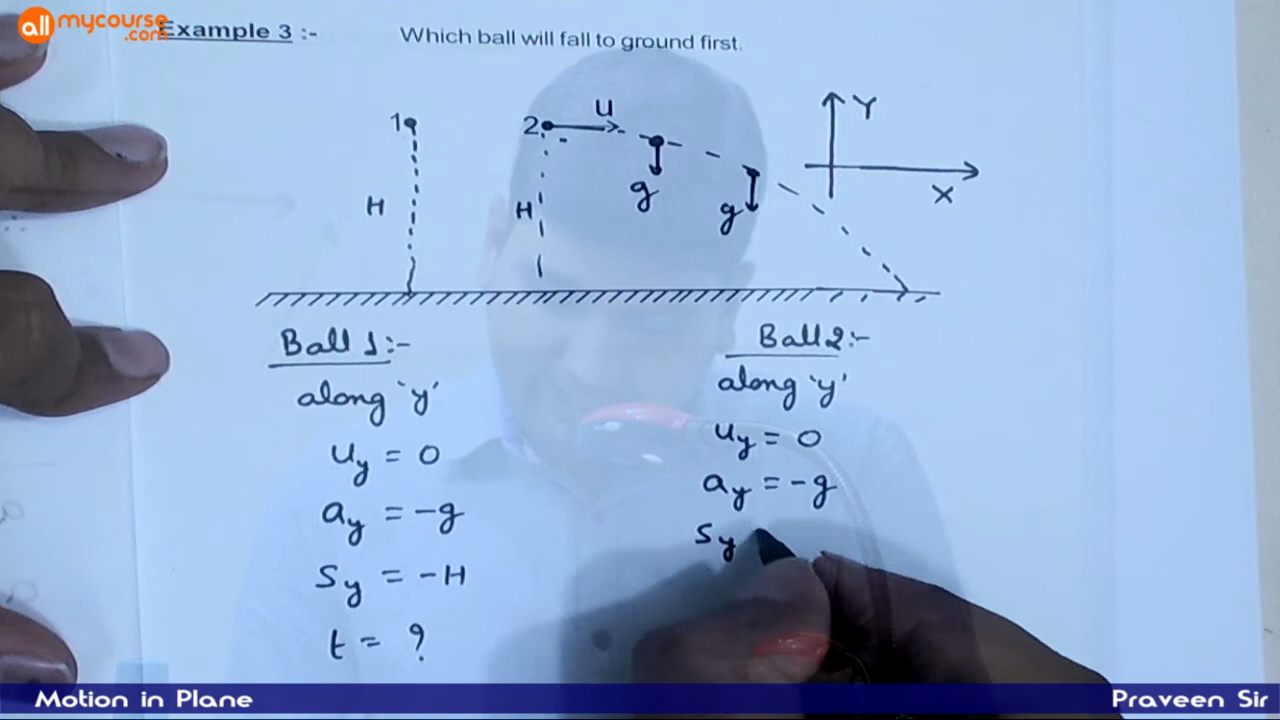 allmycourse.com
Example 3 :- Which ball will fall to ground first.
1 2 u
Y
H H g g X
Ball 1:-
along 'y'
uy = 0
ay = -g
sy = -H
t = ?
Ball 2:-
along 'y'
uy = 0
ay = -g
sy
Motion in Plane Praveen Sir